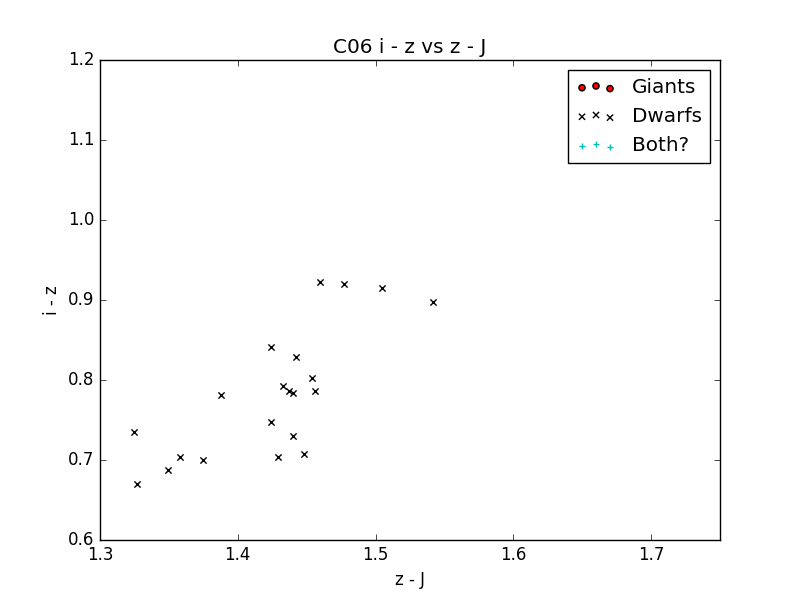 C06 i - z vs z - J
1.2
1.1
1.0
0.9
0.8
0.7
0.6
i - z
Giants
Dwarfs
Both?
1.3 1.4 1.5 1.6 1.7
z - J